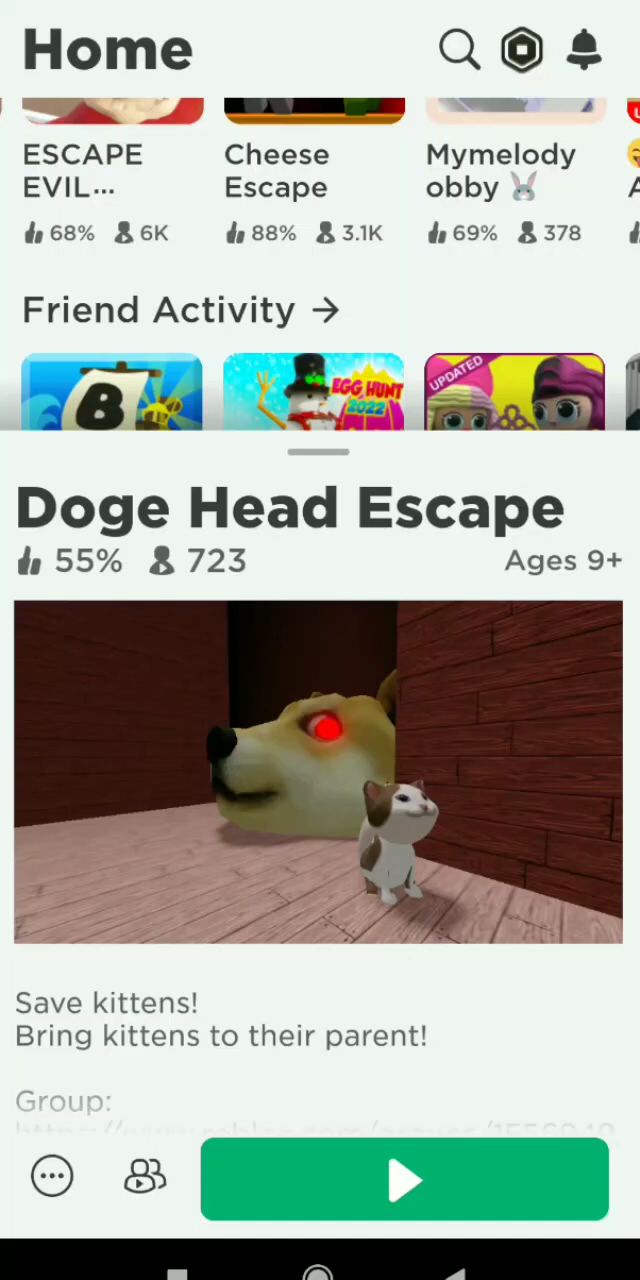 Home
ESCAPE
EVIL...
Cheese
Escape
Mymelody
obby
68% 6K
88% 3.1K
69% 378
Friend Activity →
B
EGG HUNT
2022
UPDATED
Doge Head Escape
55% 723
Ages 9+
Save kittens!
Bring kittens to their parent!
Group: